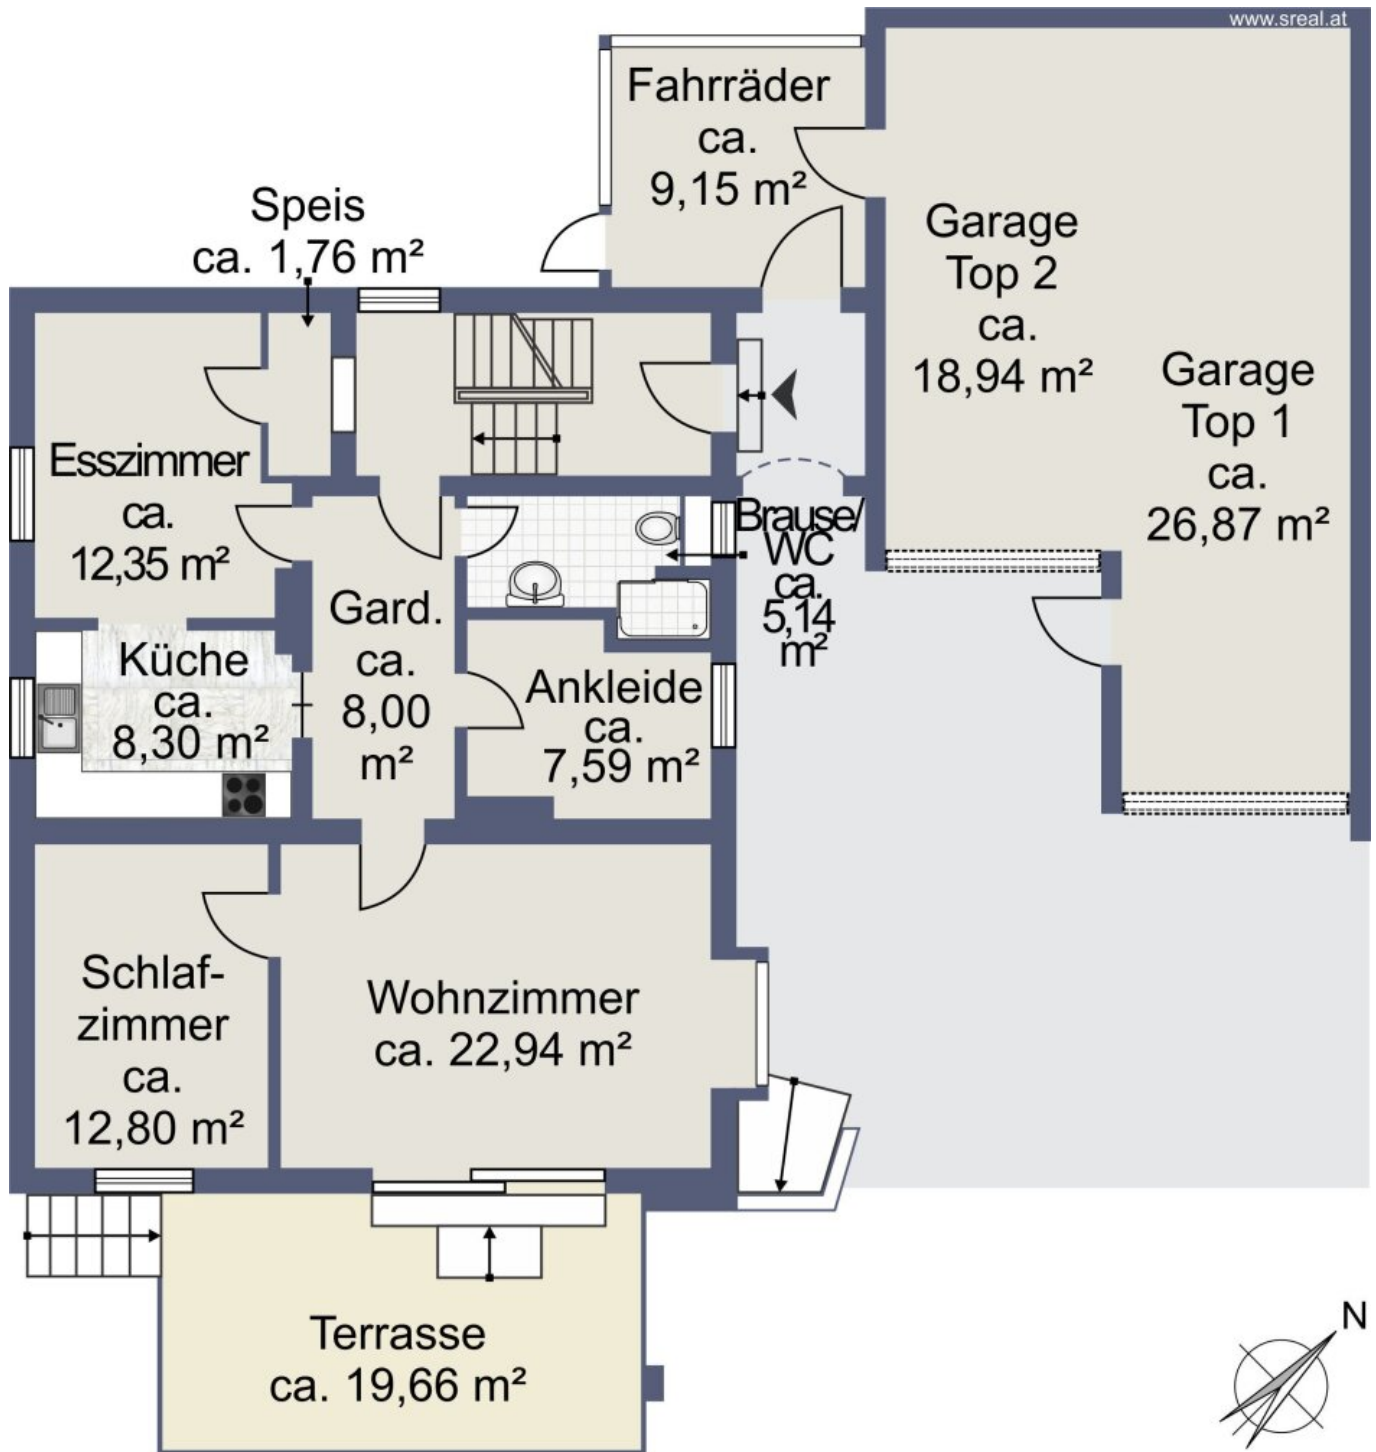 www.sreal.at
Fahrräder
ca.
9,15 m²
Speis
ca. 1,76 m²
Garage
Top 2
ca.
18,94 m²
Garage
Top 1
ca.
26,87 m²
Esszimmer
ca.
12,35 m²
Brause/
WC
ca.
5,14
m²
Gard.
ca.
8,00
m²
Küche
ca.
8,30 m²
Ankleide
ca.
7,59 m²
Schlaf-
zimmer
ca.
12,80 m²
Wohnzimmer
ca. 22,94 m²
Terrasse
ca. 19,66 m²
N